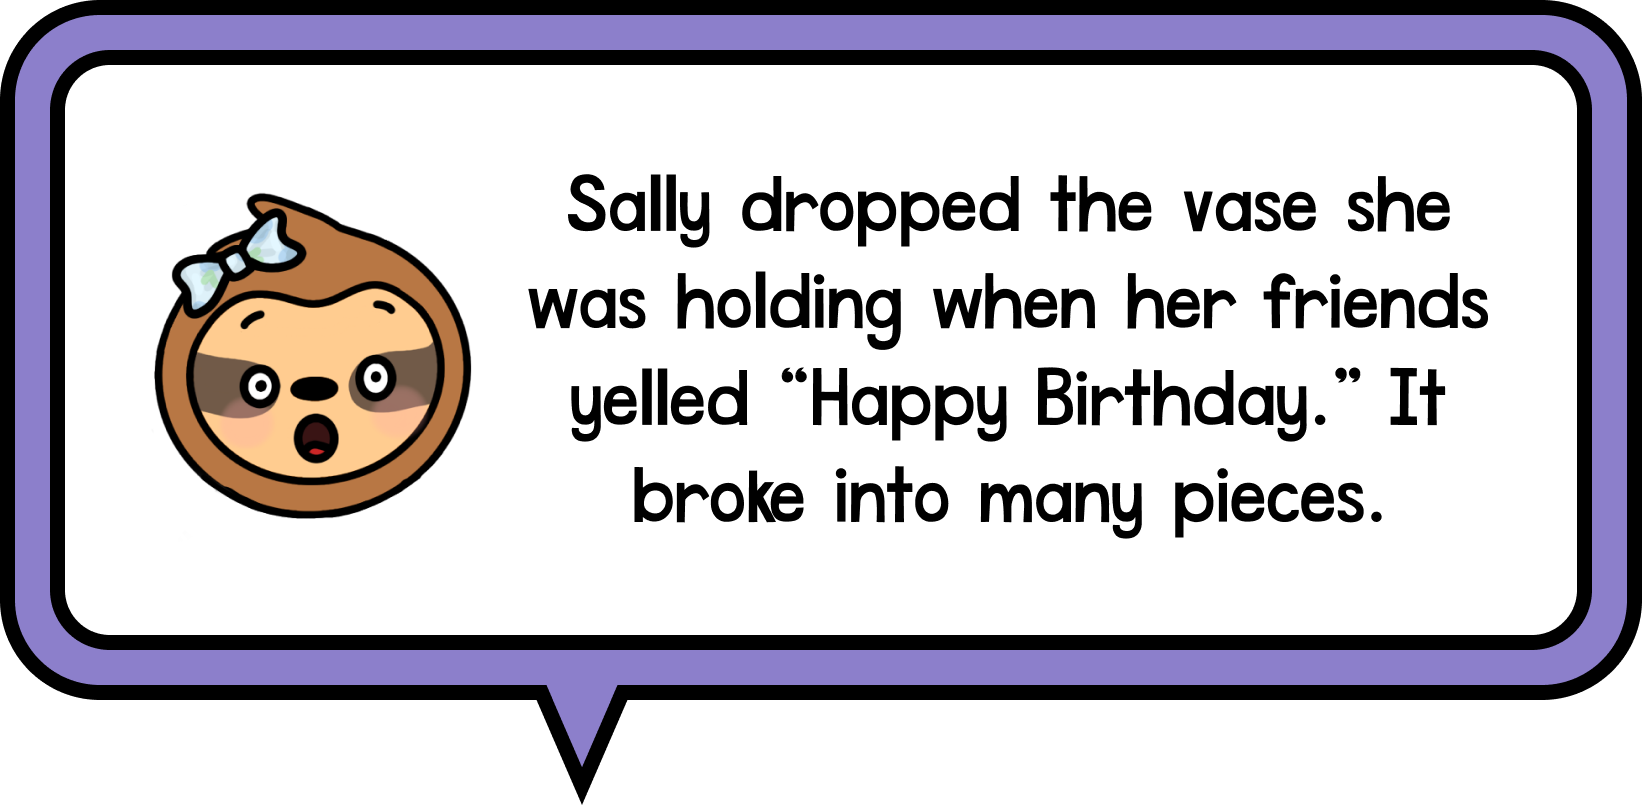 Sally dropped the vase she
was holding when her friends
yelled “Happy Birthday.” It
broke into many pieces.